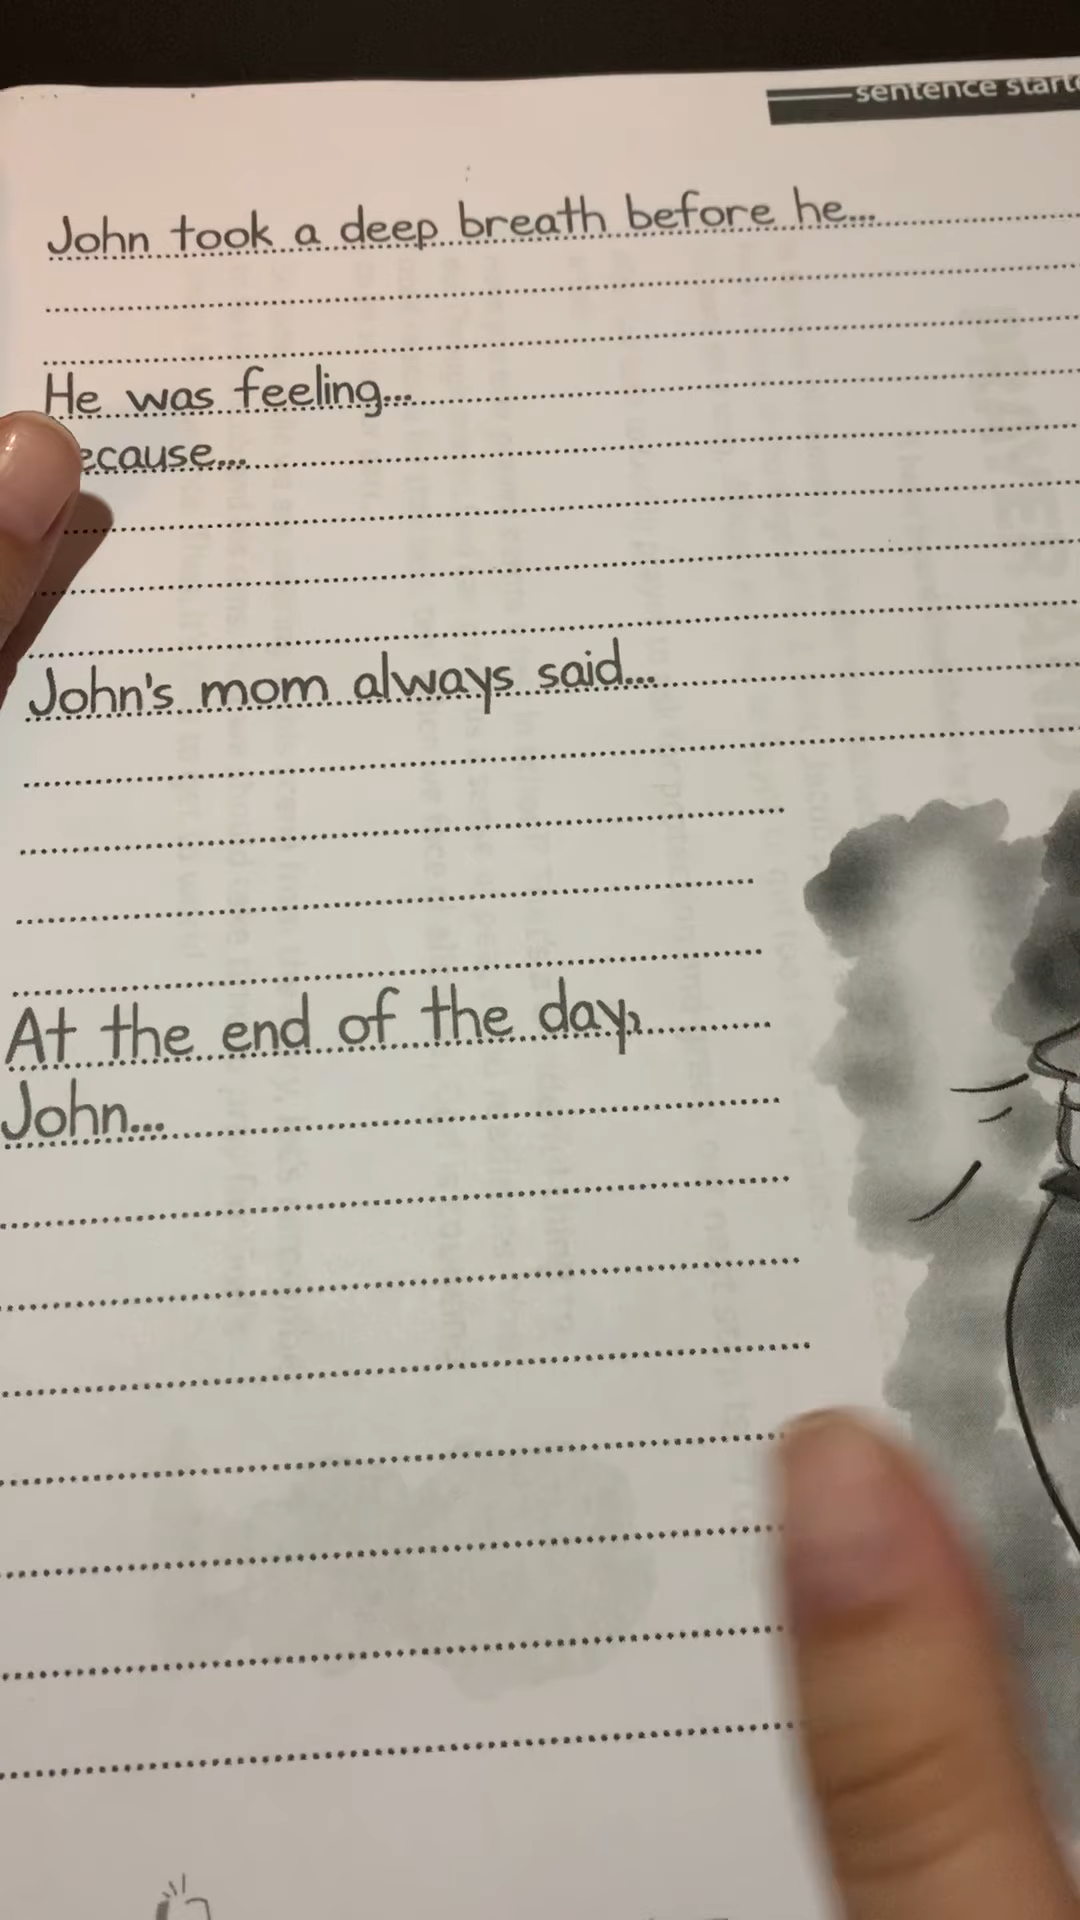 sentence
John took a deep breath before he...
He was feeling...
ecause...
John's mom always said...
At the end of the day,
John...